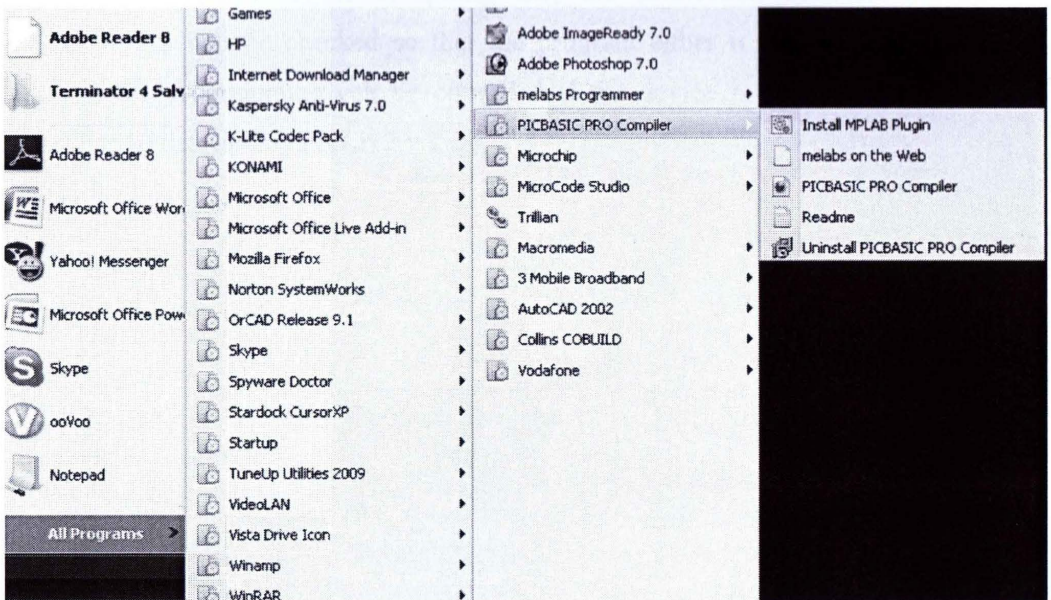 Adobe Reader 8
Terminator 4 Salv
Adobe Reader 8
Microsoft Office Wor
Yahoo! Messenger
Microsoft Office Pow
Skype
ooVoo
Notepad
All Programs
Games
HP
Internet Download Manager
Kaspersky Anti-Virus 7.0
K-Lite Codec Pack
KONAMI
Microsoft Office
Microsoft Office Live Add-in
Mozilla Firefox
Norton SystemWorks
OrCAD Release 9.1
Skype
Spyware Doctor
Stardock CursorXP
Startup
TuneUp Utilities 2009
VideoLAN
Vista Drive Icon
Winamp
WinRAR
Adobe ImageReady 7.0
Adobe Photoshop 7.0
melabs Programmer
PICBASIC PRO Compiler
Microchip
MicroCode Studio
Trillian
Macromedia
3 Mobile Broadband
AutoCAD 2002
Collins COBUILD
Vodafone
Install MPLAB Plugin
melabs on the Web
PICBASIC PRO Compiler
Readme
Uninstall PICBASIC PRO Compiler